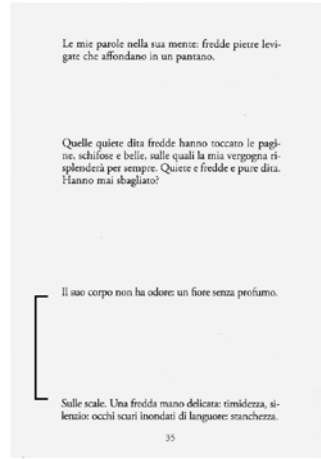 Le mie parole nella sua mente: fredde pietre levi-
gate che affondano in un pantano.
Quelle quiete dita fredde hanno toccato le pagi-
ne, schifose e belle, sulle quali la mia vergogna ri-
splenderà per sempre. Quiete e fredde e pure dita.
Hanno mai sbagliato?
Il suo corpo non ha odore: un fiore senza profumo.
Sulle scale. Una fredda mano delicata: timidezza, si-
lenzio: occhi scuri inondati di languore: stanchezza.
35